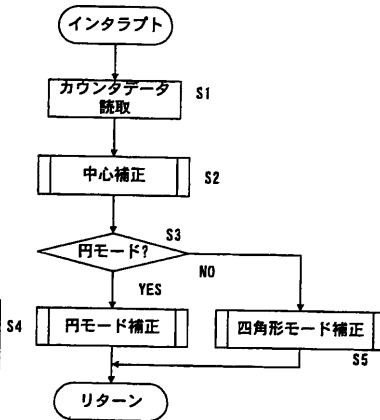 インタラプト
カウンタデータ
読取
S1
中心補正
S2
S3
円モード?
NO
YES
S4
円モード補正
四角形モード補正
S5
リターン